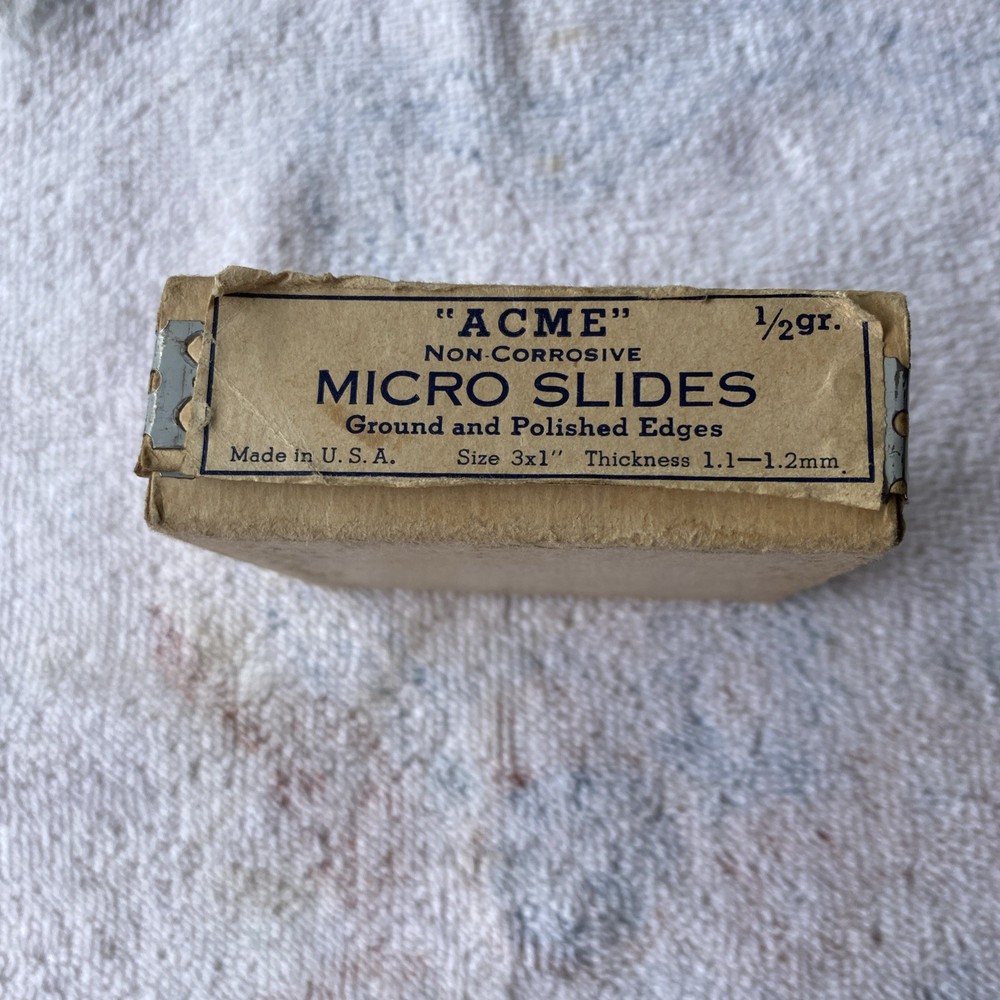 "ACME" 1/2gr.
NON-CORROSIVE
MICRO SLIDES
Ground and Polished Edges
Made in U.S.A. Size 3x1" Thickness 1.1—1.2mm.